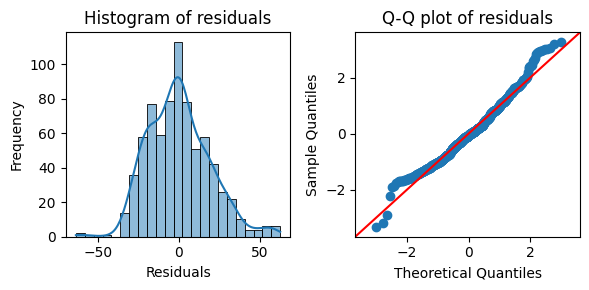 Histogram of residuals
Frequency
100
80
60
40
20
0
−50
0
50
Residuals
Q-Q plot of residuals
Sample Quantiles
2
0
−2
−2
0
2
Theoretical Quantiles